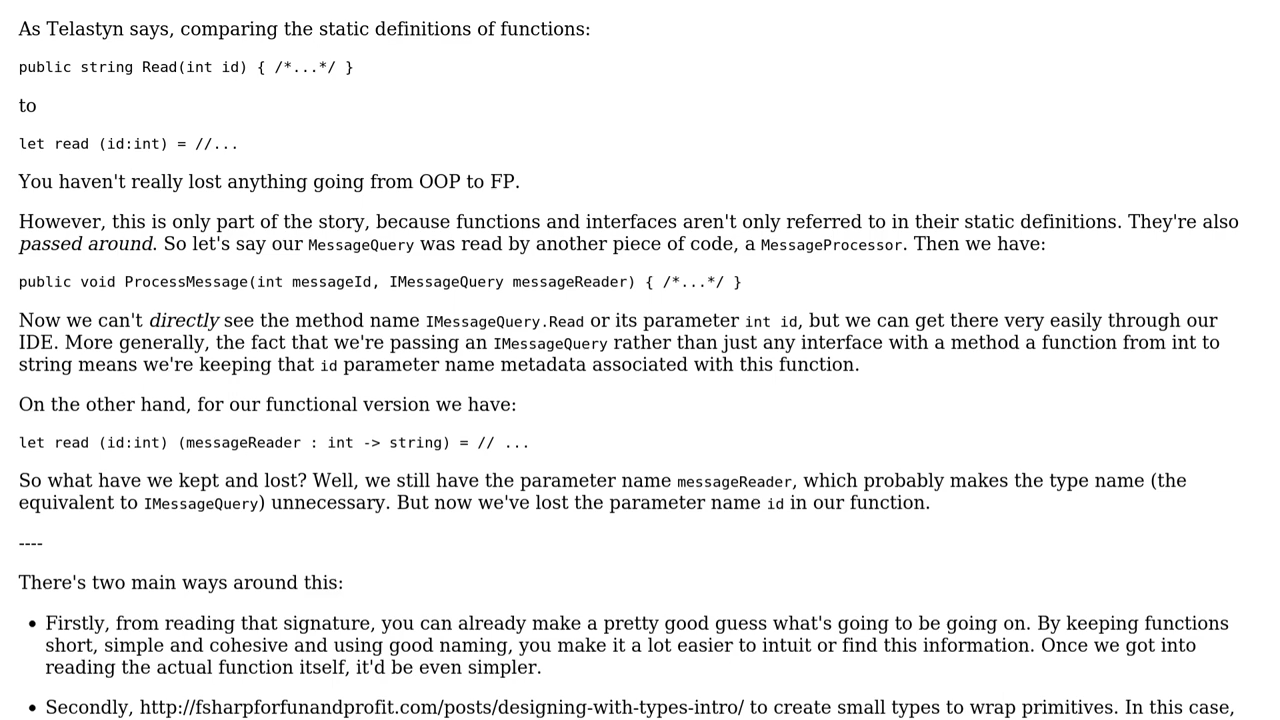 As Telastyn says, comparing the static definitions of functions:
public string Read(int id) { /*...*/ }
to
let read (id:int) = //...
You haven't really lost anything going from OOP to FP.
However, this is only part of the story, because functions and interfaces aren't only referred to in their static definitions. They're also
passed around. So let's say our MessageQuery was read by another piece of code, a MessageProcessor. Then we have:
public void ProcessMessage(int messageId, IMessageQuery messageReader) { /*...*/ }
Now we can't directly see the method name IMessageQuery.Read or its parameter int id, but we can get there very easily through our
IDE. More generally, the fact that we're passing an IMessageQuery rather than just any interface with a method a function from int to
string means we're keeping that id parameter name metadata associated with this function.
On the other hand, for our functional version we have:
let read (id:int) (messageReader : int -> string) = // ...
So what have we kept and lost? Well, we still have the parameter name messageReader, which probably makes the type name (the
equivalent to IMessageQuery) unnecessary. But now we've lost the parameter name id in our function.
----
There's two main ways around this:
• Firstly, from reading that signature, you can already make a pretty good guess what's going to be going on. By keeping functions
short, simple and cohesive and using good naming, you make it a lot easier to intuit or find this information. Once we got into
reading the actual function itself, it'd be even simpler.
• Secondly, http://fsharpforfunandprofit.com/posts/designing-with-types-intro/ to create small types to wrap primitives. In this case,